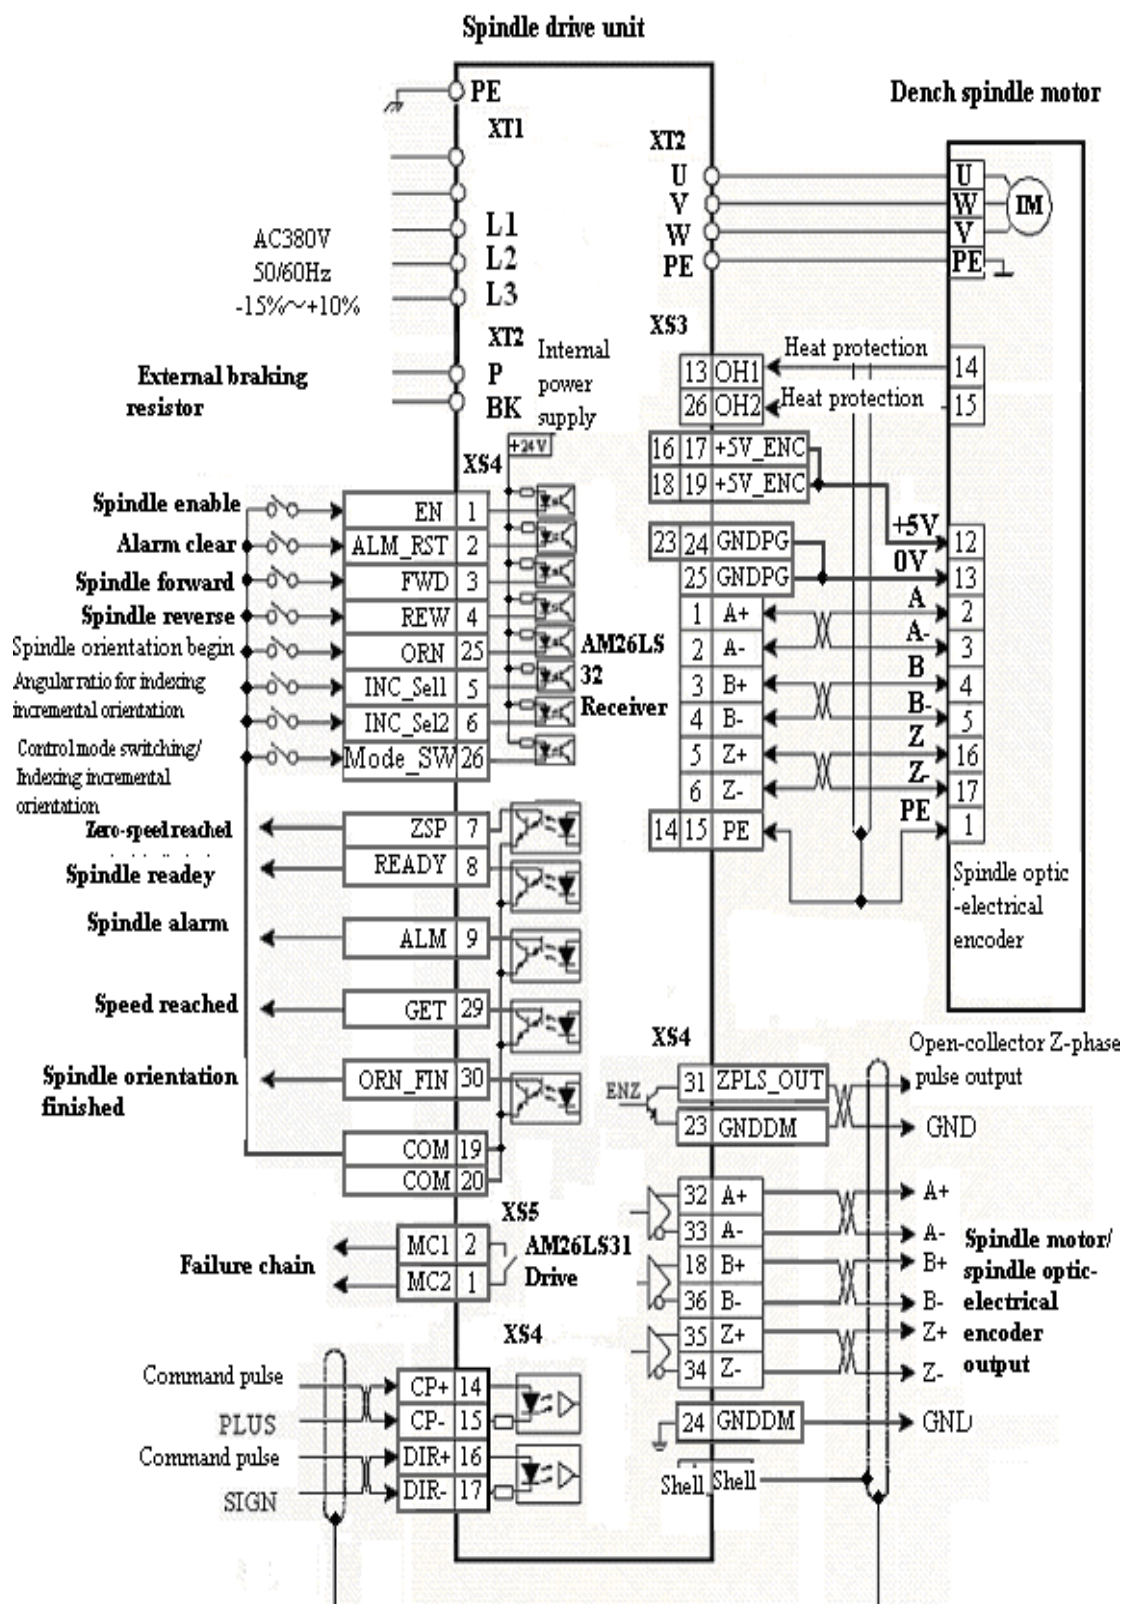 Spindle drive unit
Dench spindle motor
PE
XT1
AC380V
50/60Hz
-15%～+10%
L1
L2
L3
XT2
P
BK
External braking
resistor
Internal
power
supply
+24V
XS4
Spindle enable
EN 1
Alarm clear
ALM_RST 2
Spindle forward
FWD 3
Spindle reverse
REW 4
Spindle orientation begin
ORN 25
Angular ratio for indexing
incremental orientation
INC_Sel1 5
INC_Sel2 6
Control mode switching/
Indexing incremental
orientation
Mode_SW 26
AM26LS
32
Receiver
Zero-speed reached
ZSP 7
Spindle readey
READY 8
Spindle alarm
ALM 9
Speed reached
GET 29
Spindle orientation
finished
ORN_FIN 30
COM 19
COM 20
XS5
Failure chain
MC1 2
MC2 1
AM26LS31
Drive
XS4
Command pulse
PLUS
CP+ 14
CP- 15
Command pulse
SIGN
DIR+ 16
DIR- 17
XT2
U
V
W
PE
U
W
V
PE
IM
XS3
13 OH1
Heat protection
14
26 OH2
Heat protection
15
16 17 +5V_ENC
18 19 +5V_ENC
+5V
12
23 24 GNDPG
25 GNDPG
0V
13
1 A+
A
2
2 A-
A-
3
3 B+
B
4
4 B-
B-
5
5 Z+
Z
16
6 Z-
Z-
17
14 15 PE
PE
1
Spindle optic
-electrical
encoder
XS4
ENZ
31 ZPLS_OUT
Open-collector Z-phase
pulse output
23 GNDDM
GND
32 A+
A+
33 A-
A-
18 B+
B+
36 B-
B-
35 Z+
Z+
34 Z-
Z-
Spindle motor/
spindle optic-
electrical
encoder
output
24 GNDDM
GND
Shell Shell